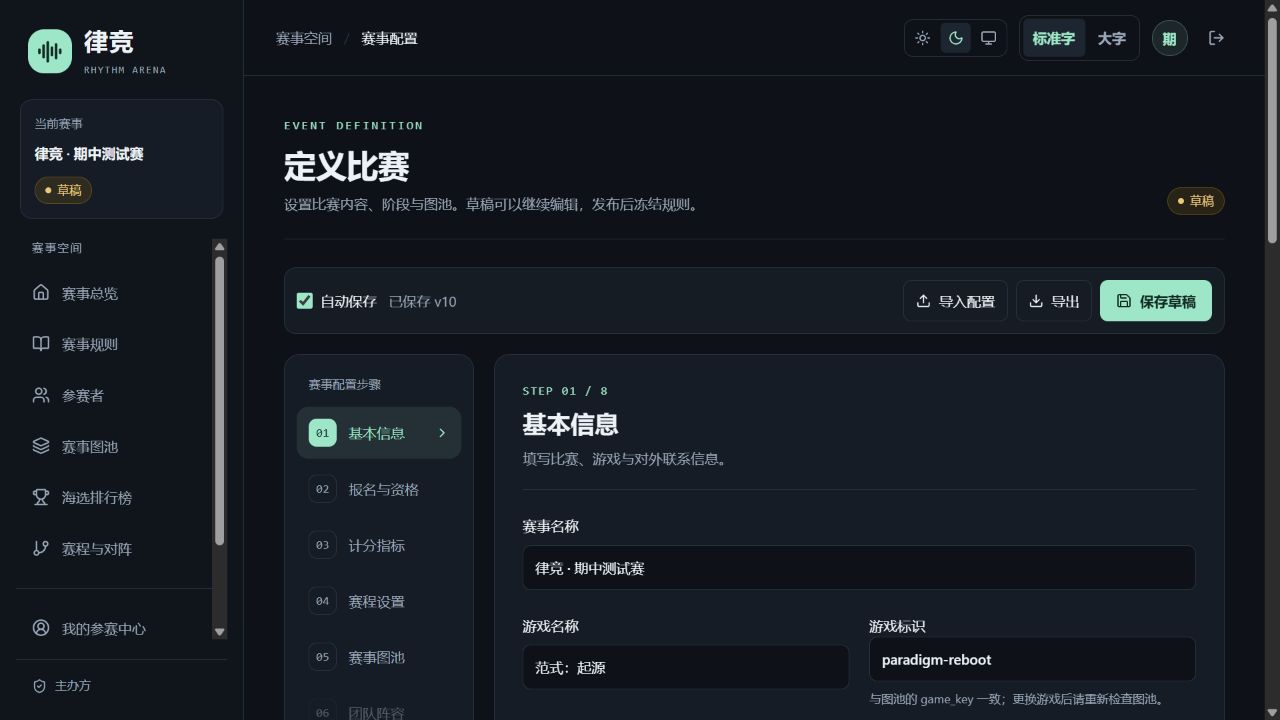 律竞
RHYTHM ARENA
当前赛事
律竞 · 期中测试赛
草稿
赛事空间
赛事总览
赛事规则
参赛者
赛事图池
海选排行榜
赛程与对阵
我的参赛中心
主办方
赛事空间 / 赛事配置
标准字 大字 期
EVENT DEFINITION
定义比赛
设置比赛内容、阶段与图池。草稿可以继续编辑，发布后冻结规则。
草稿
自动保存 已保存 v10 导入配置 导出 保存草稿
赛事配置步骤
01 基本信息
02 报名与资格
03 计分指标
04 赛程设置
05 赛事图池
06 团队阵容
STEP 01 / 8
基本信息
填写比赛、游戏与对外联系信息。
赛事名称
律竞 · 期中测试赛
游戏名称
范式：起源
游戏标识
paradigm-reboot
与图池的 game_key 一致；更换游戏后请重新检查图池。